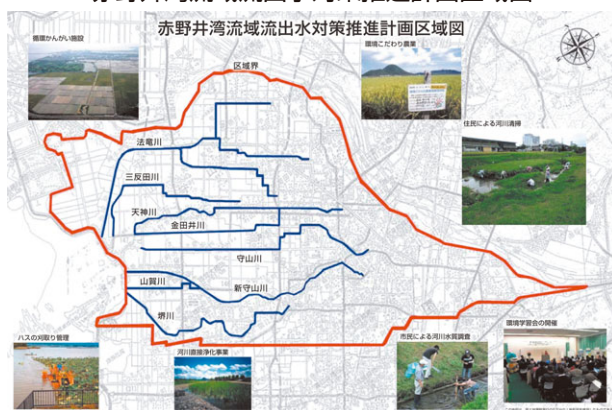 赤野井湾流域流出水対策推進計画区域図
循環かんがい施設
区域界
環境こだわり農業
住民による河川清掃
法竜川
三反田川
天神川
金田井川
守山川
山賀川
新守山川
堺川
ハスの刈取り管理
河川直接浄化事業
市民による河川水質調査
環境学習会の開催